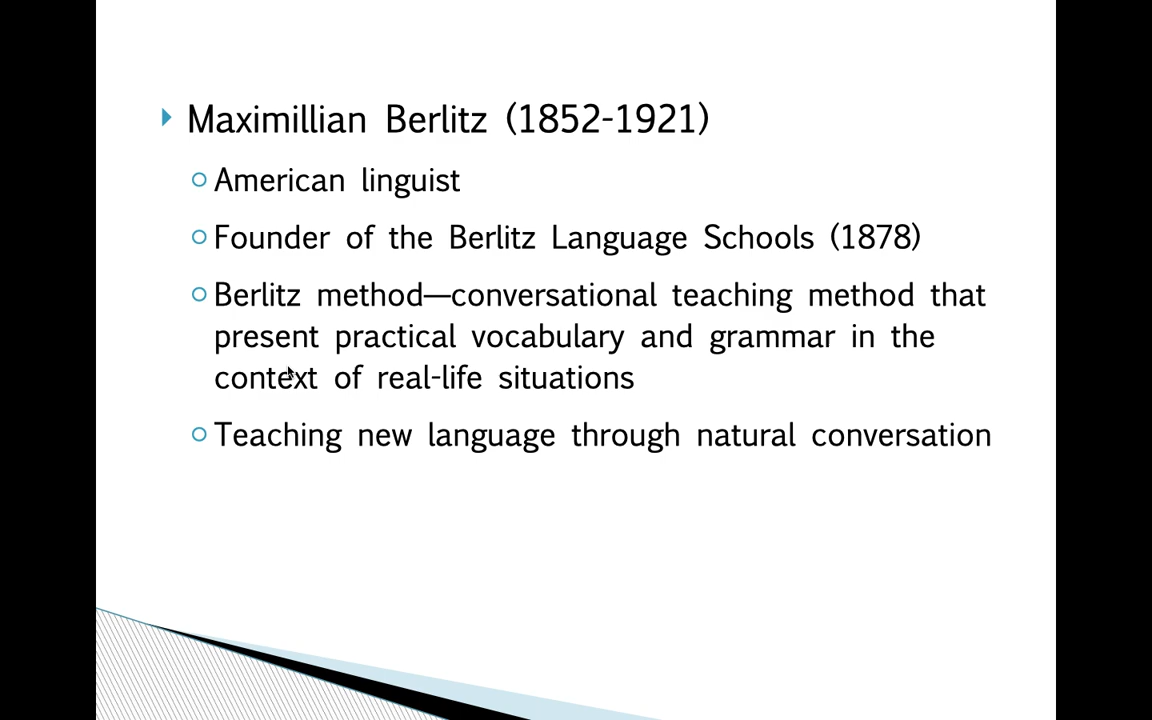 Maximillian Berlitz (1852-1921)
American linguist
Founder of the Berlitz Language Schools (1878)
Berlitz method—conversational teaching method that
present practical vocabulary and grammar in the
context of real-life situations
Teaching new language through natural conversation